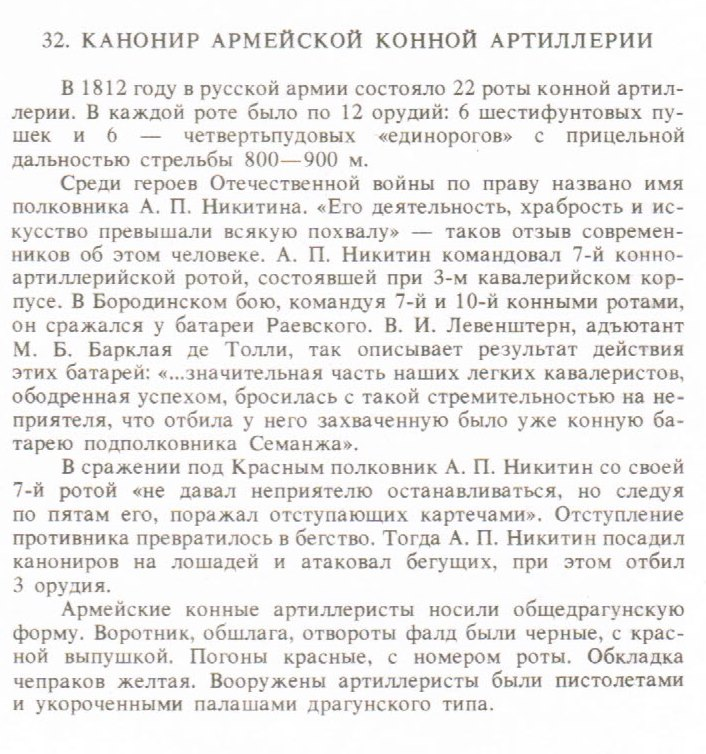 32. КАНОНИР АРМЕЙСКОЙ КОННОЙ АРТИЛЛЕРИИ
В 1812 году в русской армии состояло 22 роты конной артил-
лерии. В каждой роте было по 12 орудий: 6 шестифунтовых пу-
шек и 6 — четвертьпудовых «единорогов» с прицельной
дальностью стрельбы 800—900 м.
Среди героев Отечественной войны по праву названо имя
полковника А. П. Никитина. «Его деятельность, храбрость и ис-
кусство превышали всякую похвалу» — таков отзыв современ-
ников об этом человеке. А. П. Никитин командовал 7-й конно-
артиллерийской ротой, состоявшей при 3-м кавалерийском кор-
пусе. В Бородинском бою, командуя 7-й и 10-й конными ротами,
он сражался у батареи Раевского. В. И. Левенштерн, адъютант
М. Б. Барклая де Толли, так описывает результат действия
этих батарей: «...значительная часть наших легких кавалеристов,
ободренная успехом, бросилась с такой стремительностью на не-
приятеля, что отбила у него захваченную было уже конную ба-
тарею подполковника Семанжа».
В сражении под Красным полковник А. П. Никитин со своей
7-й ротой «не давал неприятелю останавливаться, но следуя
по пятам его, поражал отступающих картечами». Отступление
противника превратилось в бегство. Тогда А. П. Никитин посадил
канониров на лошадей и атаковал бегущих, при этом отбил
3 орудия.
Армейские конные артиллеристы носили общедрагунскую
форму. Воротник, обшлага, отвороты фалд были черные, с крас-
ной выпушкой. Погоны красные, с номером роты. Обкладка
чепраков желтая. Вооружены артиллеристы были пистолетами
и укороченными палашами драгунского типа.